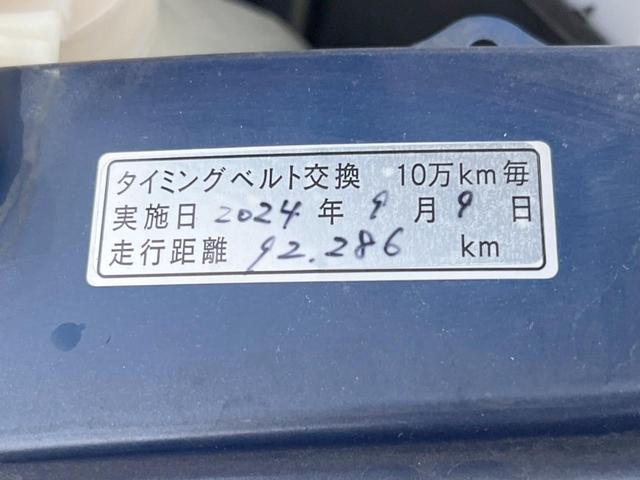 タイミングベルト交換 10万km毎
実施日 2024 年 9 月 9 日
走行距離 92.286 km